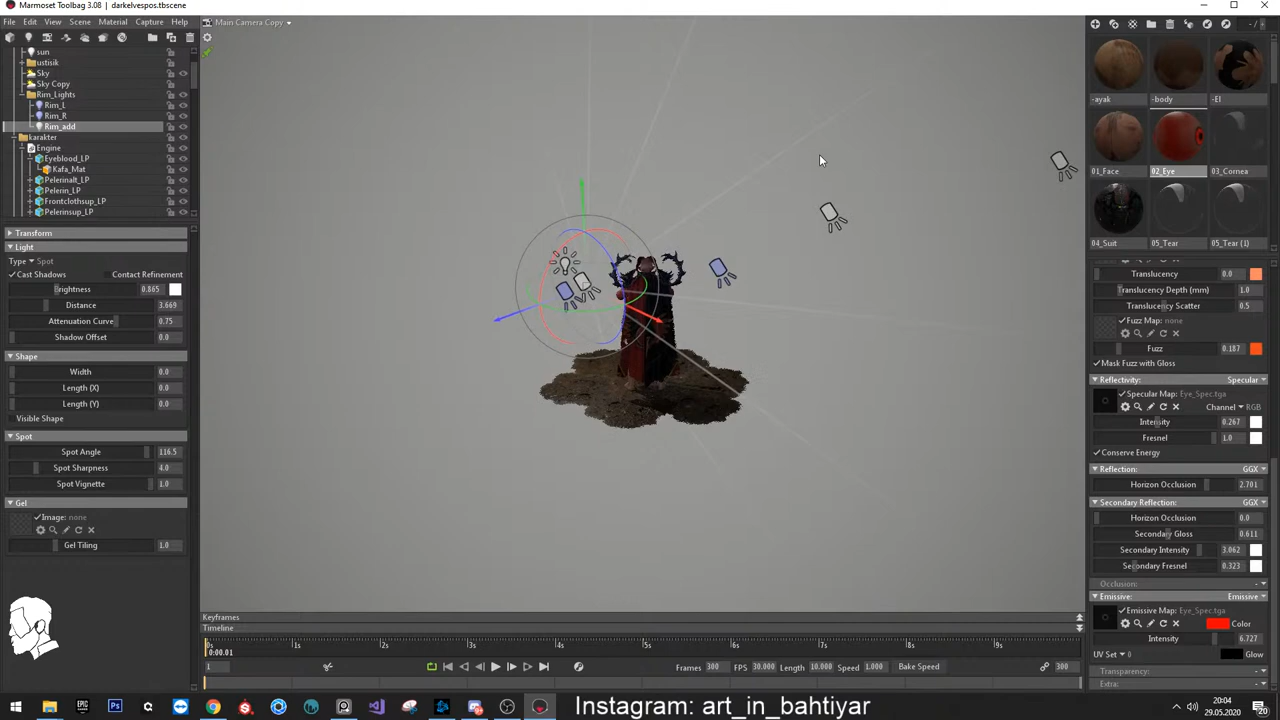 Marmoset Toolbag 3.08 | darkelvespos.tbscene
File Edit View Scene Material Capture Help
Main Camera Copy
sun
ustisik
Sky
Sky Copy
Rim_Lights
Rim_L
Rim_R
Rim_add
karakter
Engine
Eyeblood_LP
Kafa_Mat
Pelerinalt_LP
Pelerin_LP
Frontclothsup_LP
Pelerinsup_LP
Transform
Light
Type Spot
Cast Shadows Contact Refinement
Brightness 0.865
Distance 3.669
Attenuation Curve 0.75
Shadow Offset 0.0
Shape
Width 0.0
Length (X) 0.0
Length (Y) 0.0
Visible Shape
Spot
Spot Angle 116.5
Spot Sharpness 4.0
Spot Vignette 1.0
Gel
Image: none
Gel Tiling 1.0
Keyframes
Timeline
0s 1s 2s 3s 4s 5s 6s 7s 8s 9s
0:00.01
1 Frames 300 FPS 30.000 Length 10.000 Speed 1.000 Bake Speed 300
-ayak -body -El
01_Face 02_Eye 03_Cornea
04_Suit 05_Tear 05_Tear (1)
Translucency 0.0
Translucency Depth (mm) 1.0
Translucency Scatter 0.5
Fuzz Map: none
Fuzz 0.187
Mask Fuzz with Gloss
Reflectivity: Specular
Specular Map: Eye_Spec.tga
Channel RGB
Intensity 0.267
Fresnel 1.0
Conserve Energy
Reflection: GGX
Horizon Occlusion 2.701
Secondary Reflection: GGX
Horizon Occlusion 0.0
Secondary Gloss 0.611
Secondary Intensity 3.062
Secondary Fresnel 0.323
Occlusion:
Emissive: Emissive
Emissive Map: Eye_Spec.tga
Color
Intensity 6.727
UV Set 0 Glow
Transparency:
Extra:
Instagram: art_in_bahtiyar
20:04
29.05.2020
20